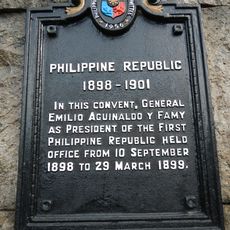 1950
PHILIPPINE REPUBLIC
1898-1901
IN THIS CONVENT, GENERAL
EMILIO AGUINALDO Y FAMY
AS PRESIDENT OF THE FIRST
PHILIPPINE REPUBLIC HELD
OFFICE FROM 10 SEPTEMBER
1898 TO 29 MARCH 1899.